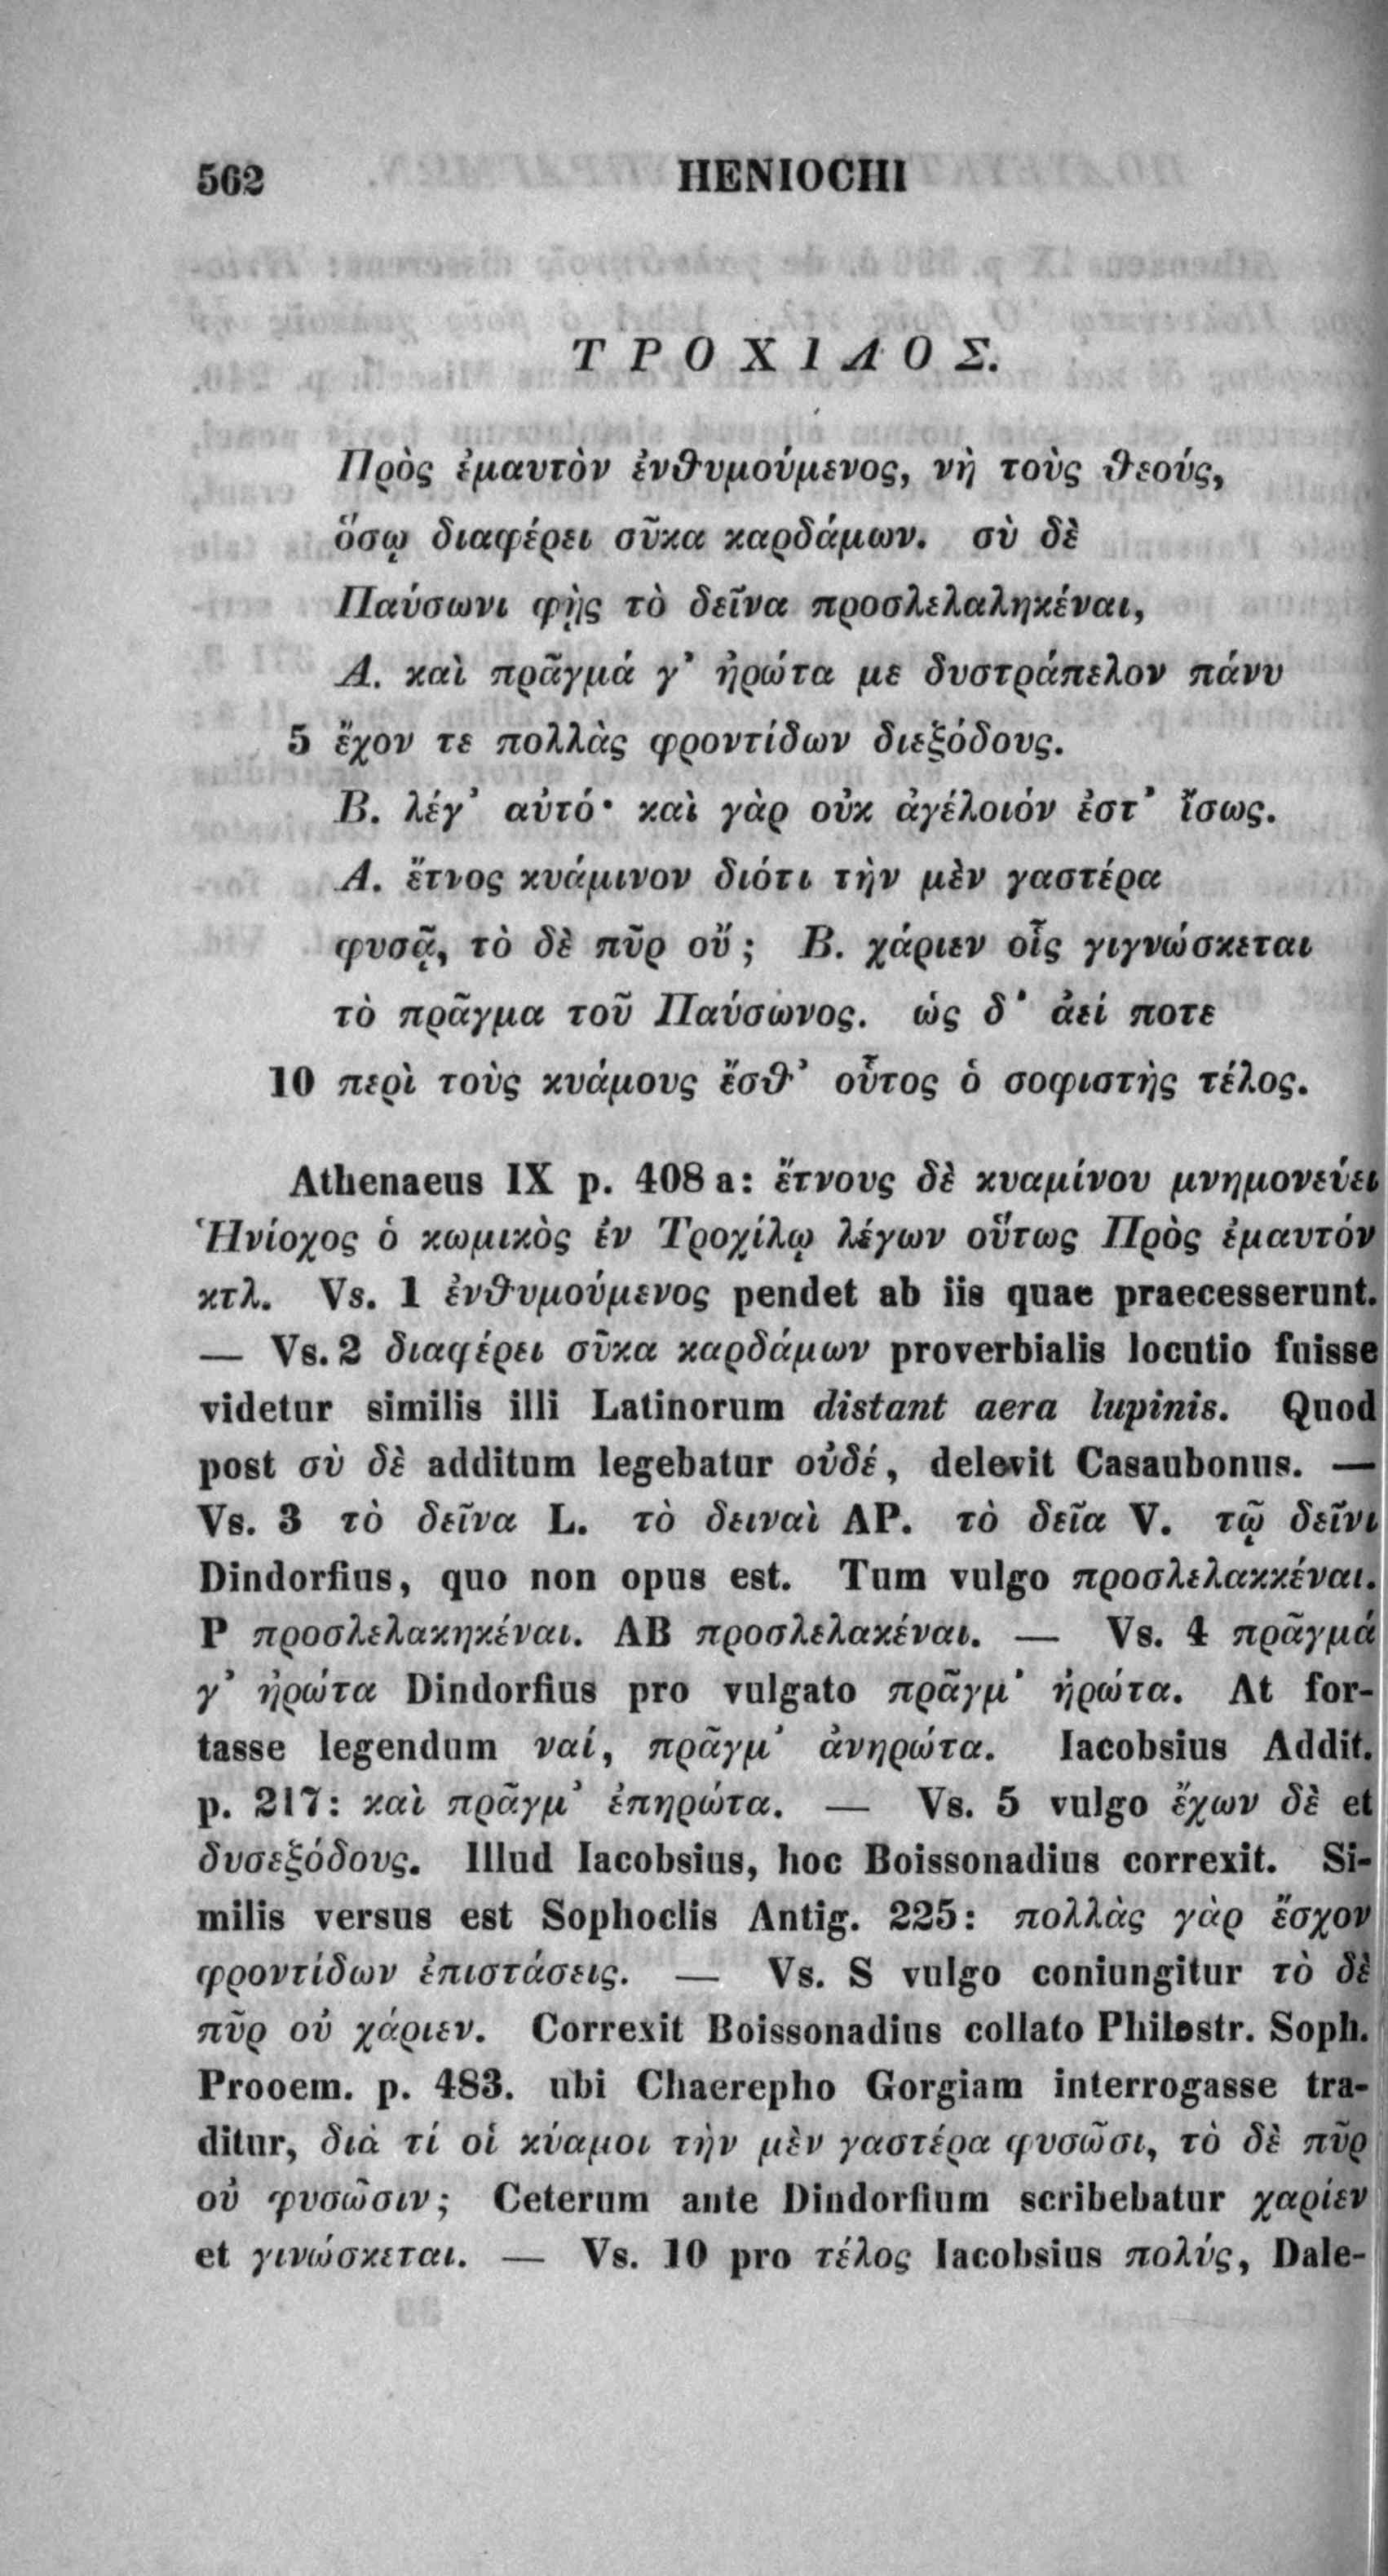 562 HENIOCHI
ΤΡΟΧΙΛΟΣ.
Πρὸς ἐμαυτὸν ἐνθυμούμενος, νὴ τοὺς θεούς,
ὅσῳ διαφέρει σῦκα καρδάμων. σὺ δὲ
Παύσωνι φῂς τὸ δεῖνα προσλελαληκέναι,
Α. καὶ πρᾶγμά γ' ἠρώτα με δυστράπελον πάνυ
5 ἔχον τε πολλὰς φροντίδων διεξόδους.
Β. λέγ' αὐτό· καὶ γὰρ οὐκ ἀγέλοιόν ἐστ' ἴσως.
Α. ἔτνος κυάμινον διότι τὴν μὲν γαστέρα
φυσᾷ, τὸ δὲ πῦρ οὔ; Β. χάριεν οἷς γιγνώσκεται
τὸ πρᾶγμα τοῦ Παύσωνος. ὡς δ' ἀεί ποτε
10 περὶ τοὺς κυάμους ἔσθ' οὗτος ὁ σοφιστὴς τέλος.
Athenaeus IX p. 408 a: ἔτνους δὲ κυαμίνου μνημονεύει
Ἡνίοχος ὁ κωμικὸς ἐν Τροχίλῳ λέγων οὕτως Πρὸς ἐμαυτόν
κτλ. Vs. 1 ἐνθυμούμενος pendet ab iis quae praecesserunt.
— Vs. 2 διαφέρει σῦκα καρδάμων proverbialis locutio fuisse
videtur similis illi Latinorum distant aera lupinis. Quod
post σὺ δὲ additum legebatur οὐδέ, delevit Casaubonus. —
Vs. 3 τὸ δεῖνα L. τὸ δειναὶ AP. τὸ δεῖα V. τῷ δεῖνι
Dindorfius, quo non opus est. Tum vulgo προσλελακκέναι.
P προσλελακηκέναι. AB προσλελακέναι. — Vs. 4 πρᾶγμά
γ' ἠρώτα Dindorfius pro vulgato πρᾶγμ' ἠρώτα. At for-
tasse legendum ναί, πρᾶγμ' ἀνηρώτα. Iacobsius Addit.
p. 217: καὶ πρᾶγμ' ἐπηρώτα. — Vs. 5 vulgo ἔχων δὲ et
δυσεξόδους. Illud Iacobsius, hoc Boissonadius correxit. Si-
milis versus est Sophoclis Antig. 225: πολλὰς γὰρ ἔσχον
φροντίδων ἐπιστάσεις. — Vs. 8 vulgo coniungitur τὸ δὲ
πῦρ οὐ χάριεν. Correxit Boissonadius collato Philostr. Soph.
Prooem. p. 483. ubi Chaerepho Gorgiam interrogasse tra-
ditur, διὰ τί οἱ κύαμοι τὴν μὲν γαστέρα φυσῶσι, τὸ δὲ πῦρ
οὐ φυσῶσιν; Ceterum ante Dindorfium scribebatur χαρίεν
et γινώσκεται. — Vs. 10 pro τέλος Iacobsius πολύς, Dale-